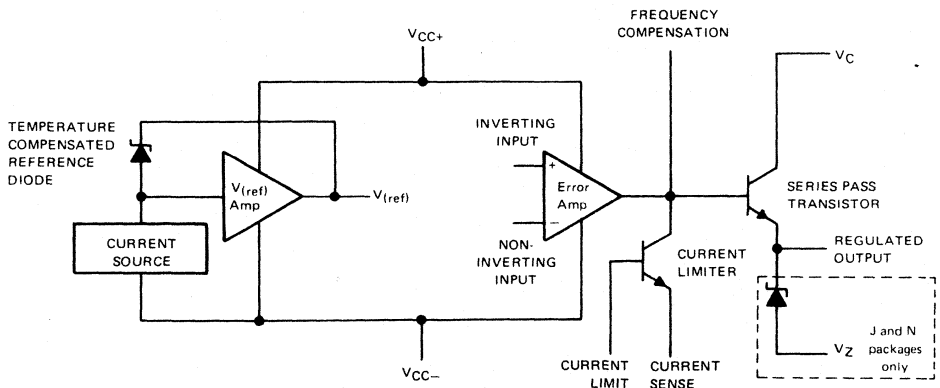 FREQUENCY
COMPENSATION
VCC+
VC
TEMPERATURE
COMPENSATED
REFERENCE
DIODE
INVERTING
INPUT
+
V(ref)
Amp
V(ref)
Error
Amp
SERIES PASS
TRANSISTOR
−
CURRENT
SOURCE
NON-
INVERTING
INPUT
CURRENT
LIMITER
REGULATED
OUTPUT
VCC−
CURRENT
LIMIT
CURRENT
SENSE
VZ
J and N
packages
only